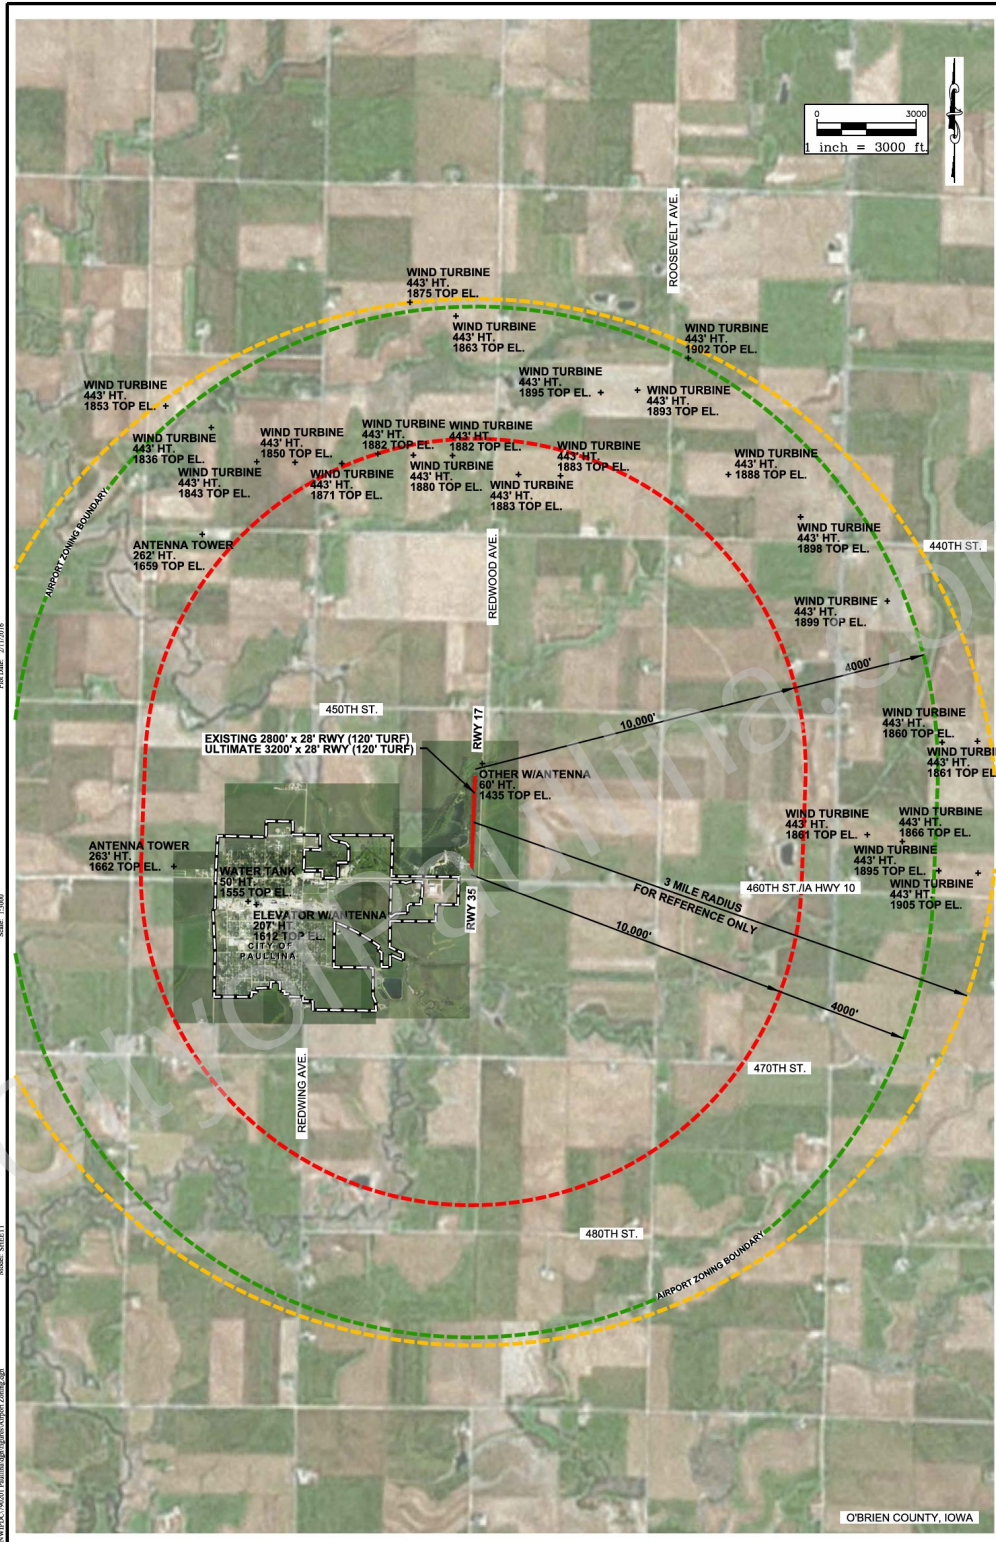 0 3000
1 inch = 3000 ft.
ROOSEVELT AVE.
WIND TURBINE
443' HT.
1875 TOP EL.
WIND TURBINE
443' HT.
1863 TOP EL.
WIND TURBINE
443' HT.
1902 TOP EL.
WIND TURBINE
443' HT.
1895 TOP EL.
WIND TURBINE
443' HT.
1893 TOP EL.
WIND TURBINE
443' HT.
1853 TOP EL.
WIND TURBINE
443' HT.
1836 TOP EL.
WIND TURBINE
443' HT.
1850 TOP EL.
WIND TURBINE
443' HT.
1882 TOP EL.
WIND TURBINE
443' HT.
1882 TOP EL.
WIND TURBINE
443' HT.
1883 TOP EL.
WIND TURBINE
443' HT.
1843 TOP EL.
WIND TURBINE
443' HT.
1871 TOP EL.
WIND TURBINE
443' HT.
1880 TOP EL.
WIND TURBINE
443' HT.
1883 TOP EL.
WIND TURBINE
443' HT.
1888 TOP EL.
AIRPORT ZONING BOUNDARY
ANTENNA TOWER
262' HT.
1659 TOP EL.
REDWOOD AVE.
WIND TURBINE
443' HT.
1898 TOP EL.
440TH ST.
WIND TURBINE
443' HT.
1899 TOP EL.
4000'
10,000'
450TH ST.
RWY 17
EXISTING 2800' x 28' RWY (120' TURF)
ULTIMATE 3200' x 28' RWY (120' TURF)
WIND TURBINE
443' HT.
1860 TOP EL.
WIND TURBI
443' HT.
1861 TOP EL
OTHER W/ANTENNA
60' HT.
1435 TOP EL.
WIND TURBINE
443' HT.
1861 TOP EL.
WIND TURBINE
443' HT.
1866 TOP EL.
WIND TURBINE
443' HT.
1895 TOP EL.
WIND TURBINE
443' HT.
1905 TOP EL.
ANTENNA TOWER
263' HT.
1662 TOP EL.
WATER TANK
50' HT.
1555 TOP EL.
ELEVATOR W/ANTENNA
207' HT.
1612 TOP EL.
CITY OF
PAULLINA
RWY 35
460TH ST./IA HWY 10
3 MILE RADIUS
FOR REFERENCE ONLY
10,000'
4000'
REDWING AVE.
470TH ST.
480TH ST.
AIRPORT ZONING BOUNDARY
O'BRIEN COUNTY, IOWA
Plot Date: 2/11/2016
Scale: 1:3000
Model: SHEET1
CityOfPaullina.com